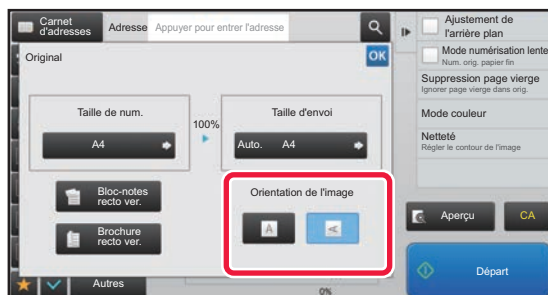 Carnet
d'adresses
Adresse
Appuyer pour entrer l'adresse
Original
OK
Taille de num.
A4
100%
Taille d'envoi
Auto. A4
Bloc-notes
recto ver.
Brochure
recto ver.
Orientation de l'image
A
A
Autres
0%
Ajustement de
l'arrière plan
Mode numérisation lente
Num. orig. papier fin
Suppression page vierge
Ignorer page vierge dans orig.
Mode couleur
Netteté
Régler le contour de l'image
Aperçu
CA
Départ